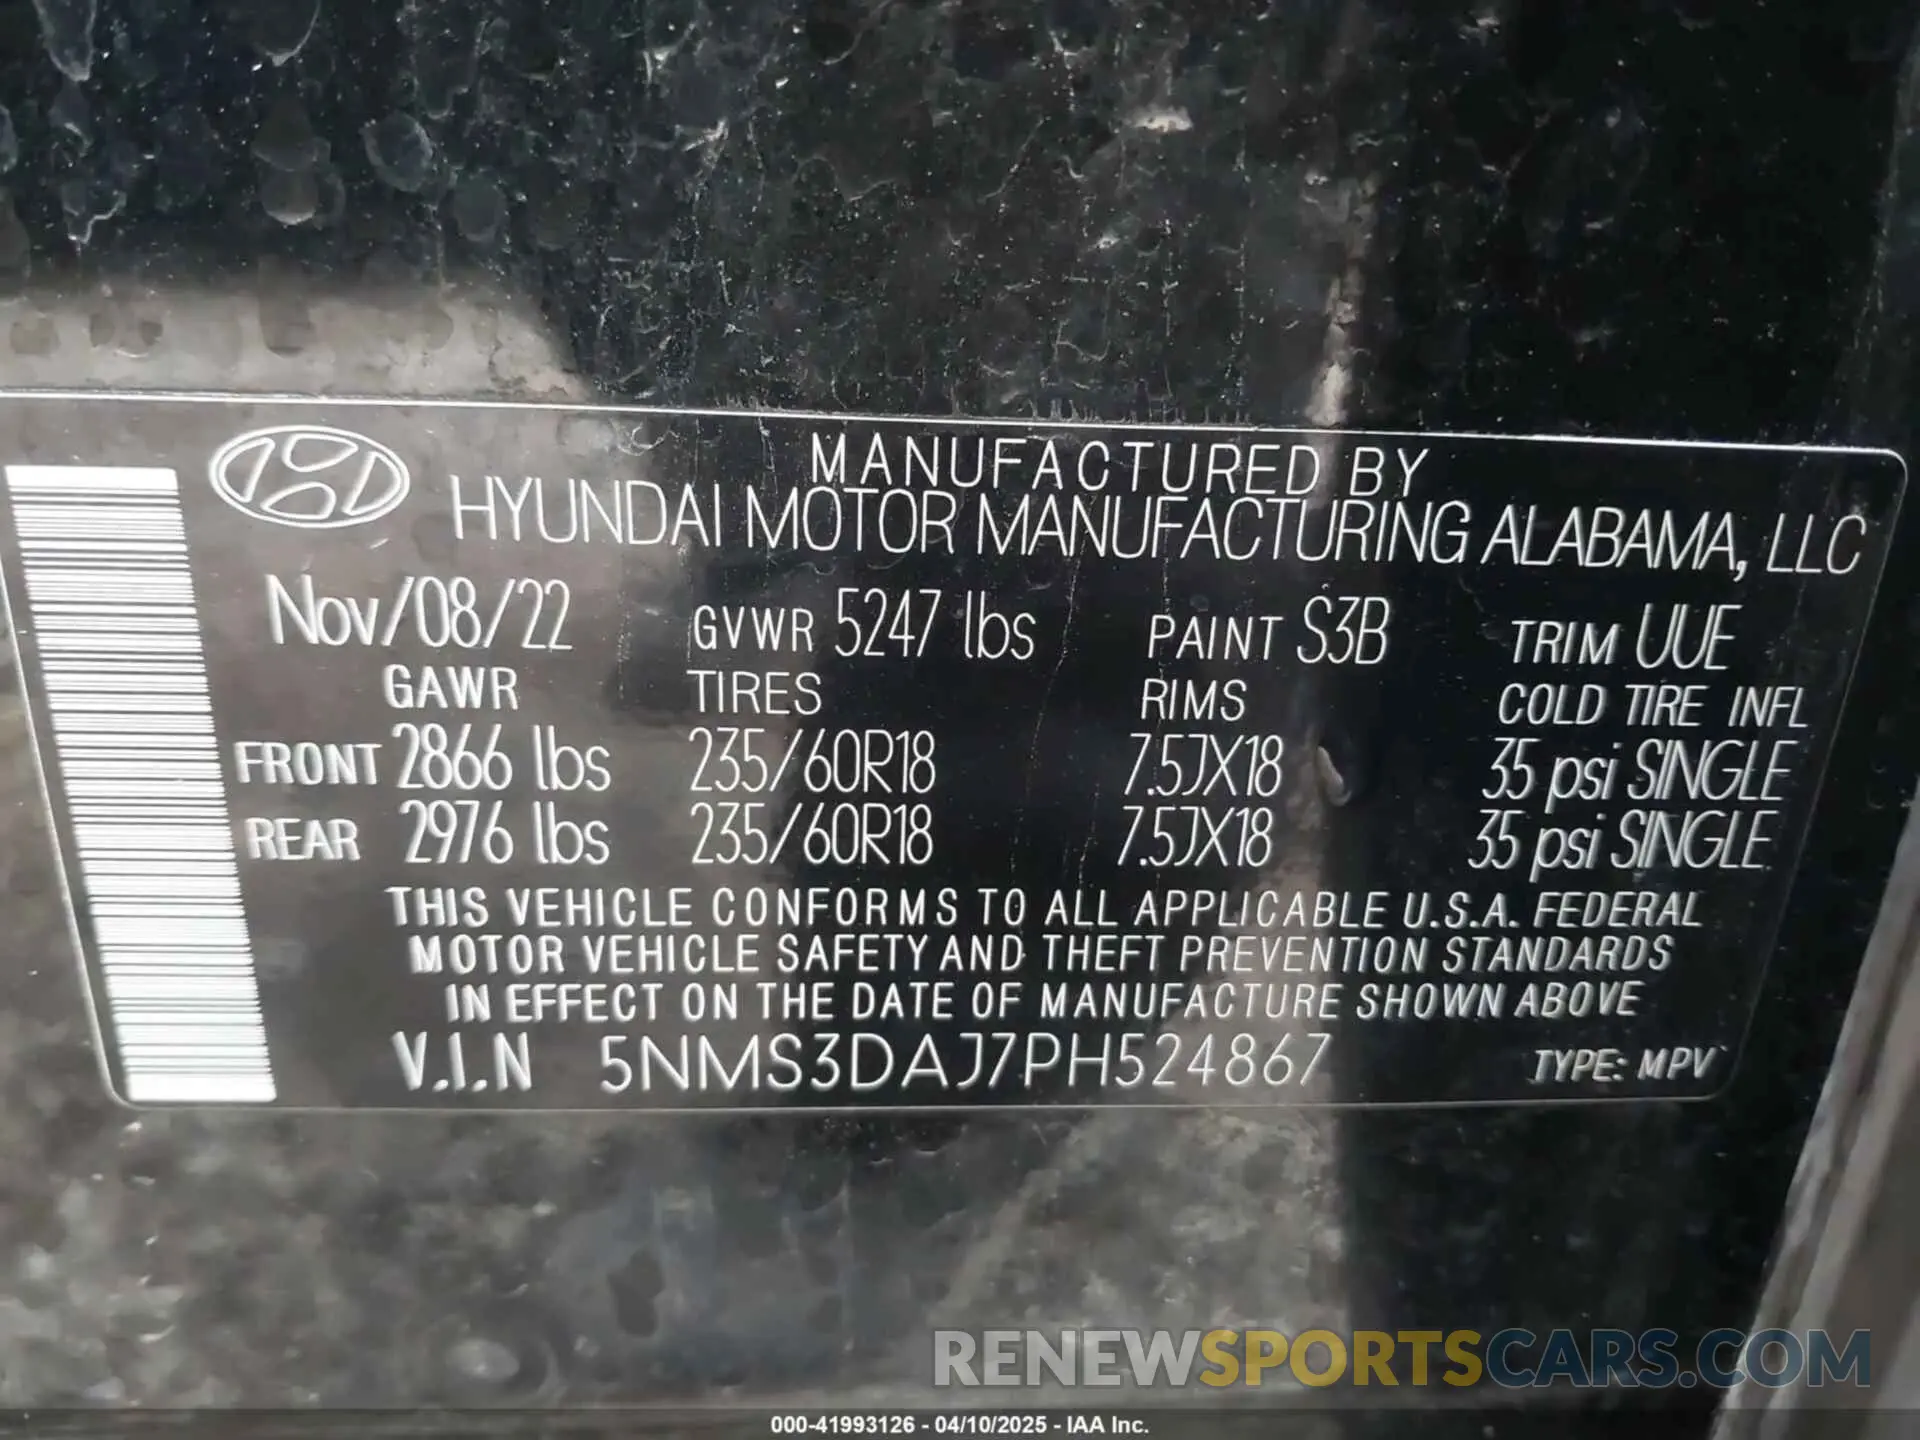 MANUFACTURED BY
HYUNDAI MOTOR MANUFACTURING ALABAMA, LLC
Nov/08/22 GVWR 5247 lbs PAINT S3B TRIM UUE
GAWR TIRES RIMS COLD TIRE INFL
FRONT 2866 lbs 235/60R18 7.5JX18 35 psi SINGLE
REAR 2976 lbs 235/60R18 7.5JX18 35 psi SINGLE
THIS VEHICLE CONFORMS TO ALL APPLICABLE U.S.A. FEDERAL
MOTOR VEHICLE SAFETY AND THEFT PREVENTION STANDARDS
IN EFFECT ON THE DATE OF MANUFACTURE SHOWN ABOVE
V.I.N 5NMS3DAJ7PH524867 TYPE: MPV
RENEWSPORTSCARS.COM
000-41993126 - 04/10/2025 - IAA Inc.